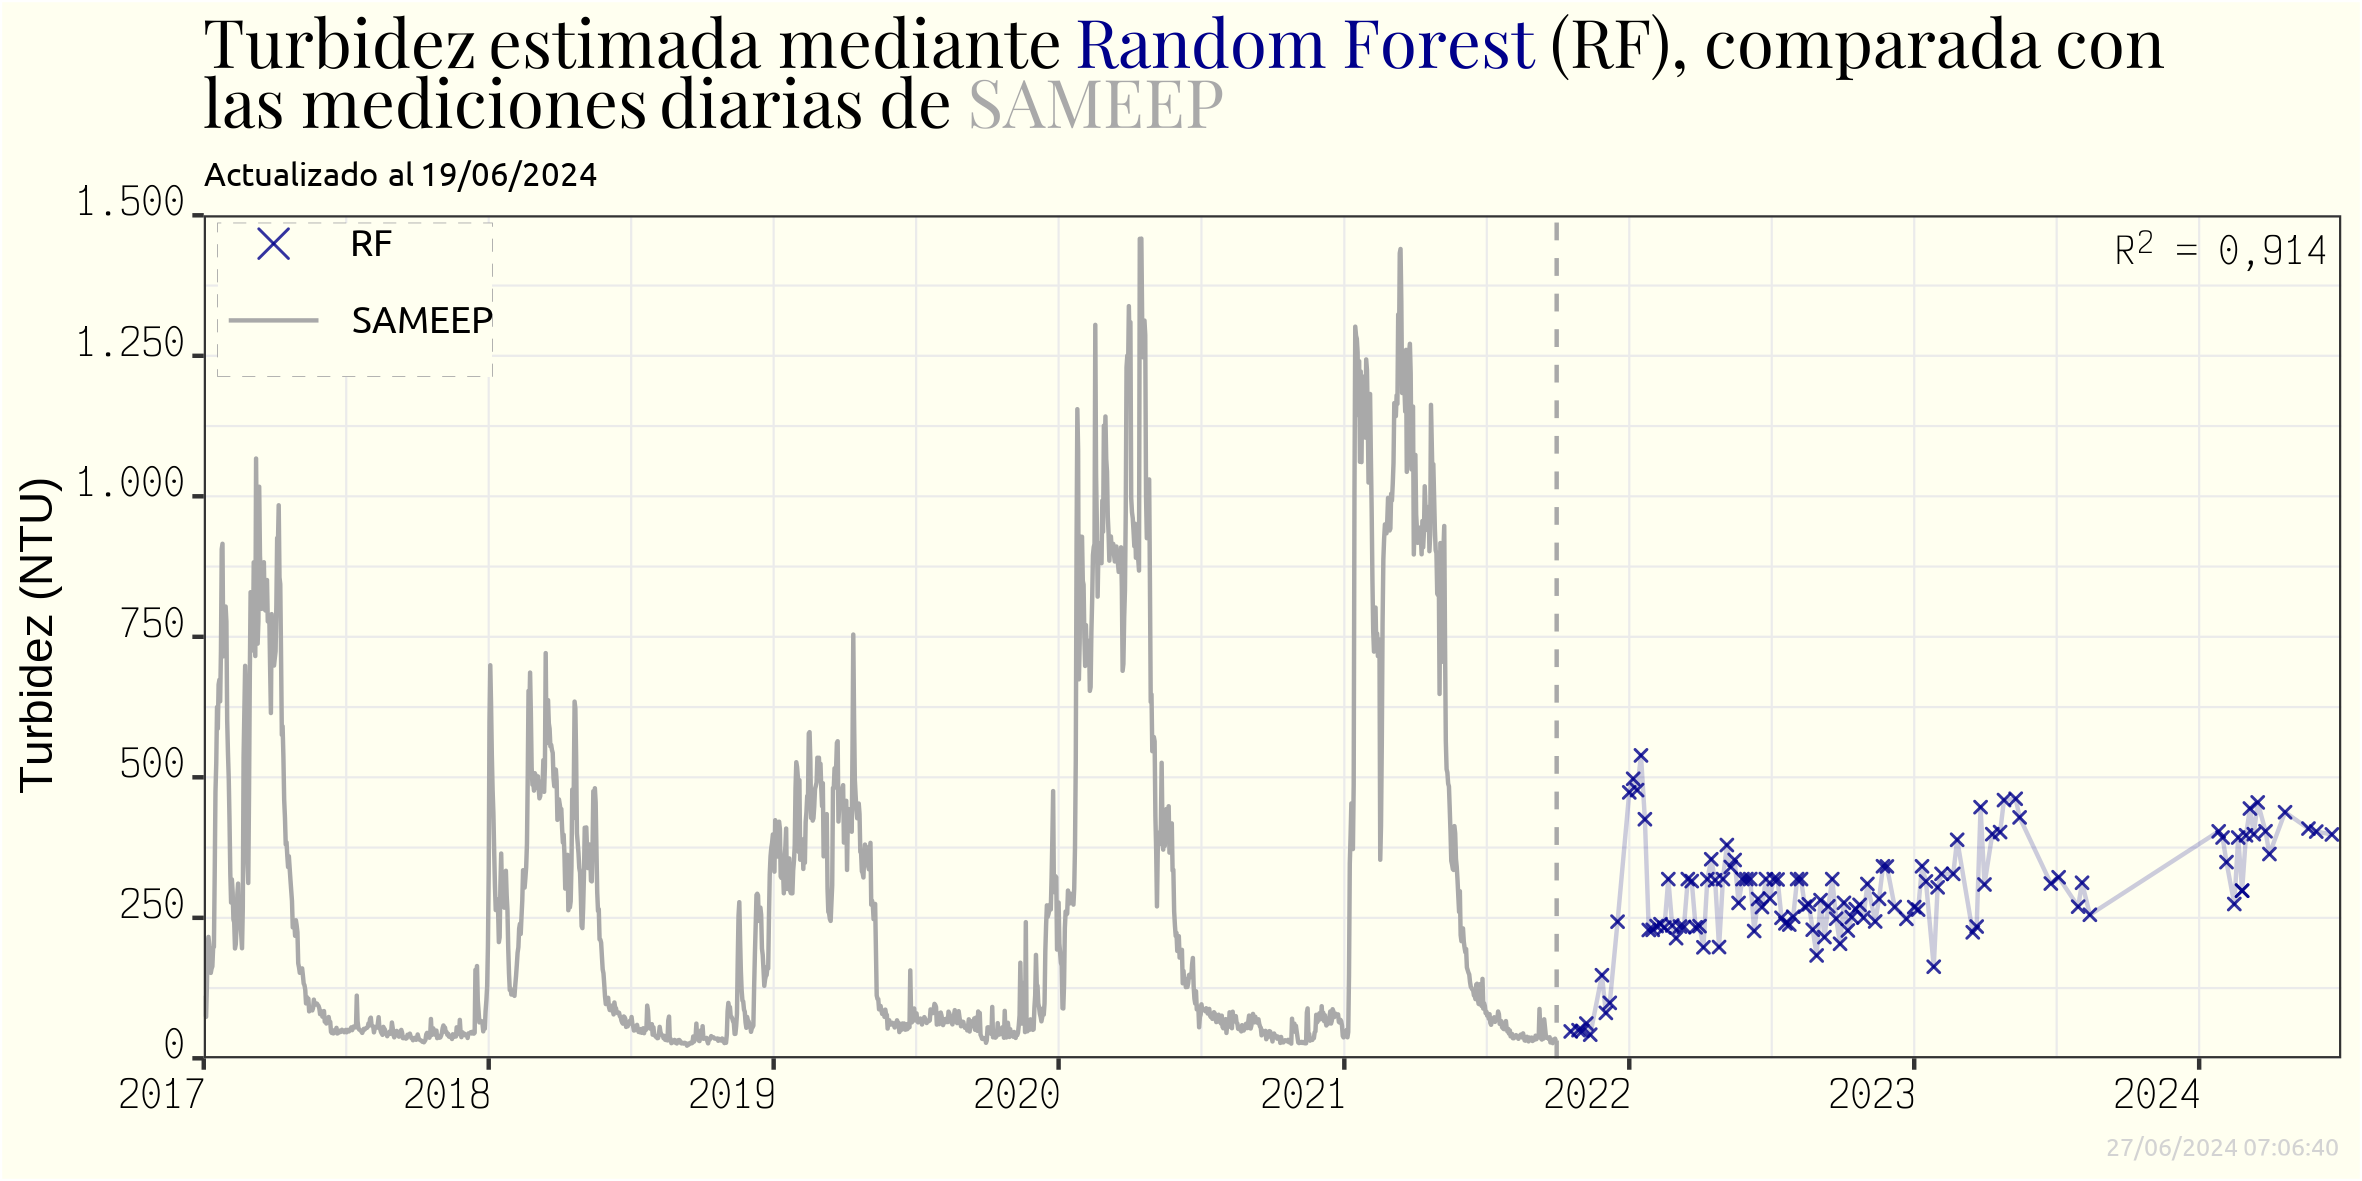 Turbidez estimada mediante Random Forest (RF), comparada con
las mediciones diarias de SAMEEP
Actualizado al 19/06/2024
RF
SAMEEP
R² = 0,914
Turbidez (NTU)
1.500
1.250
1.000
750
500
250
0
2017 2018 2019 2020 2021 2022 2023 2024
27/06/2024 07:06:40